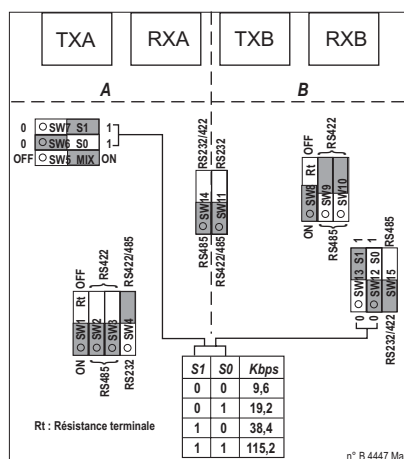 TXA RXA TXB RXB
A B
0 SW7 S1 1
0 SW6 S0 1
OFF SW5 MIX ON
RS232/422 RS232
SW14 SW11
RS485 RS422/485
OFF RS422
Rt
SW8 SW9 SW10
ON RS485
1 1 RS485
S1 S0
SW13 SW12 SW15
0 0 RS232/422
OFF RS422 RS422/485
Rt
SW1 SW2 SW3 SW4
ON RS485 RS232
Rt : Résistance terminale
S1 S0 Kbps
0 0 9,6
0 1 19,2
1 0 38,4
1 1 115,2
n° B 4447 Ma